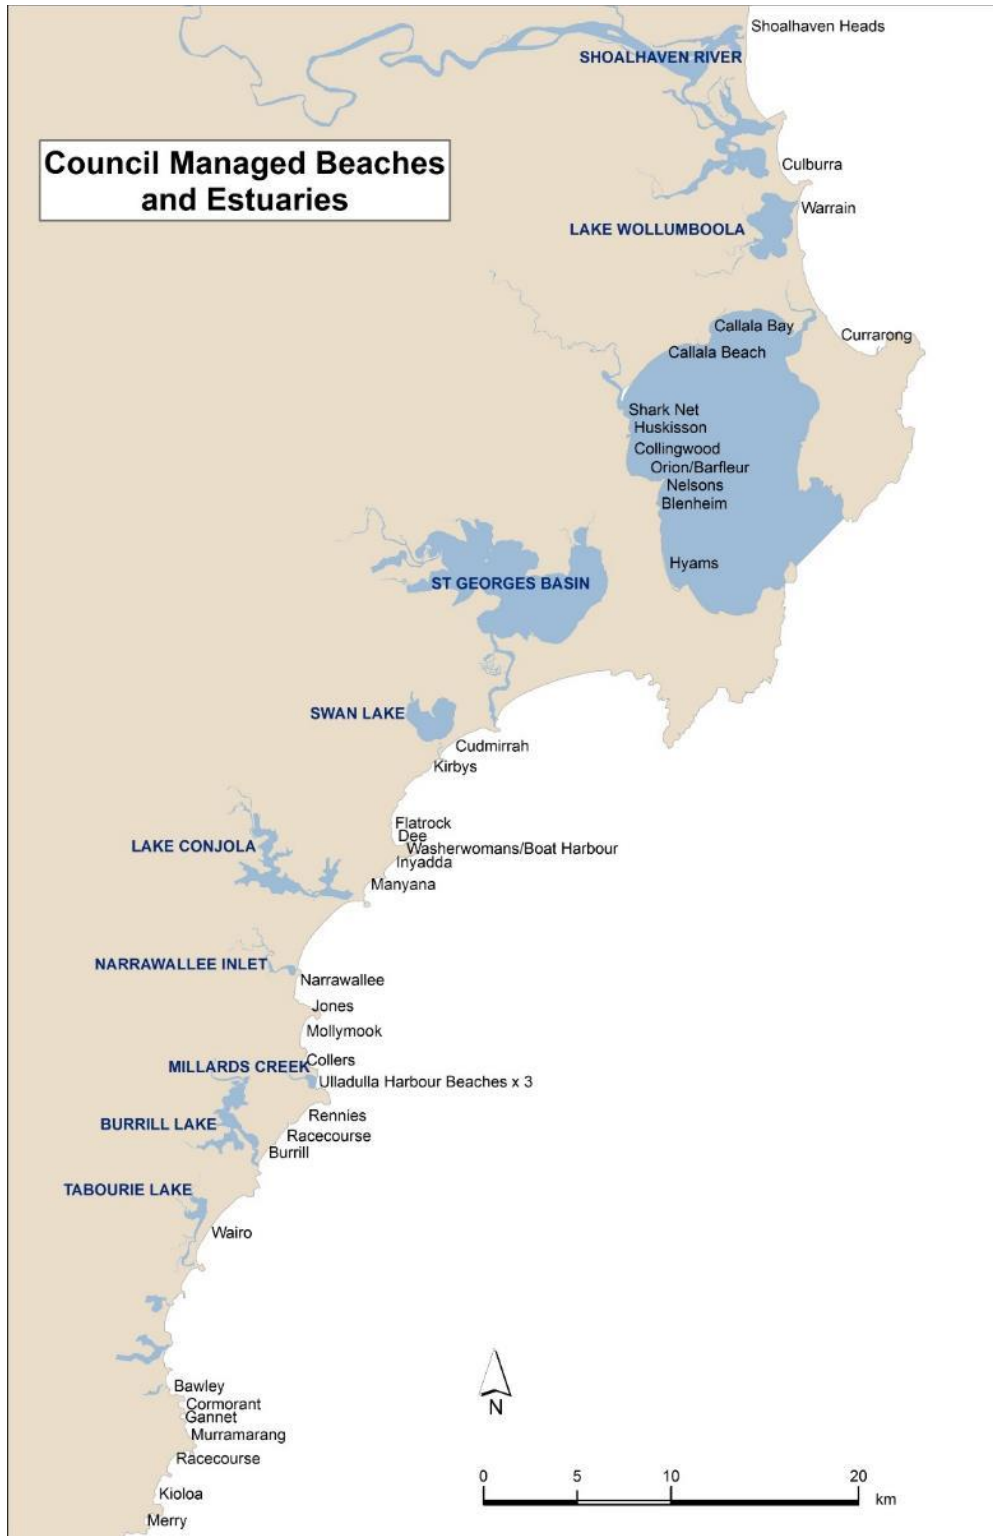 Shoalhaven Heads
SHOALHAVEN RIVER
Council Managed Beaches
and Estuaries
Culburra
Warrain
LAKE WOLLUMBOOLA
Callala Bay
Currarong
Callala Beach
Shark Net
Huskisson
Collingwood
Orion/Barfleur
Nelsons
Blenheim
Hyams
ST GEORGES BASIN
SWAN LAKE
Cudmirrah
Kirbys
Flatrock
Dee
LAKE CONJOLA
Washerwomans/Boat Harbour
Inyadda
Manyana
NARRAWALLEE INLET
Narrawallee
Jones
Mollymook
Collers
MILLARDS CREEK
Ulladulla Harbour Beaches x 3
Rennies
BURRILL LAKE
Racecourse
Burrill
TABOURIE LAKE
Wairo
Bawley
Cormorant
Gannet
Murramarang
Racecourse
Kioloa
Merry
N
0 5 10 20
km